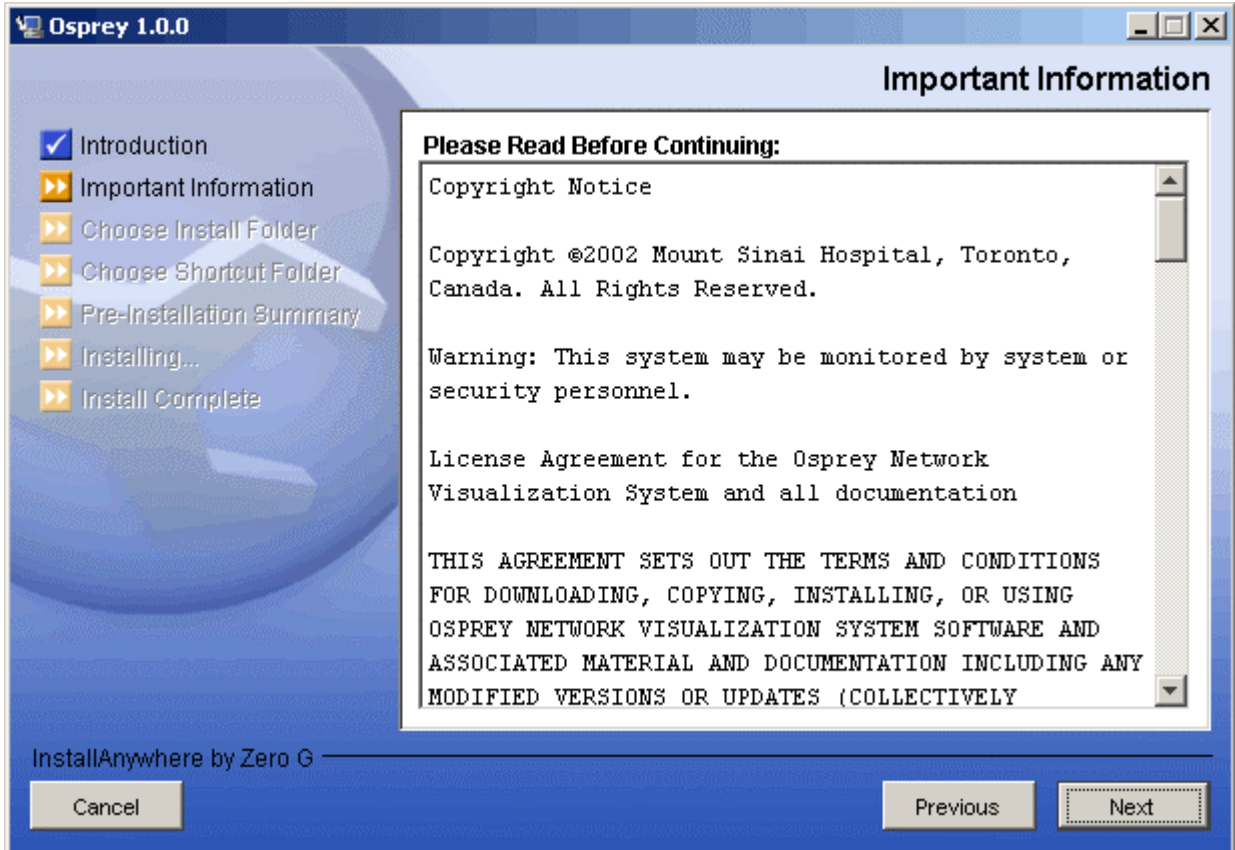 Osprey 1.0.0
Important Information
Introduction
Important Information
Choose Install Folder
Choose Shortcut Folder
Pre-Installation Summary
Installing...
Install Complete
Please Read Before Continuing:
Copyright Notice
Copyright ©2002 Mount Sinai Hospital, Toronto,
Canada. All Rights Reserved.
Warning: This system may be monitored by system or
security personnel.
License Agreement for the Osprey Network
Visualization System and all documentation
THIS AGREEMENT SETS OUT THE TERMS AND CONDITIONS
FOR DOWNLOADING, COPYING, INSTALLING, OR USING
OSPREY NETWORK VISUALIZATION SYSTEM SOFTWARE AND
ASSOCIATED MATERIAL AND DOCUMENTATION INCLUDING ANY
MODIFIED VERSIONS OR UPDATES (COLLECTIVELY
InstallAnywhere by Zero G
Cancel
Previous
Next